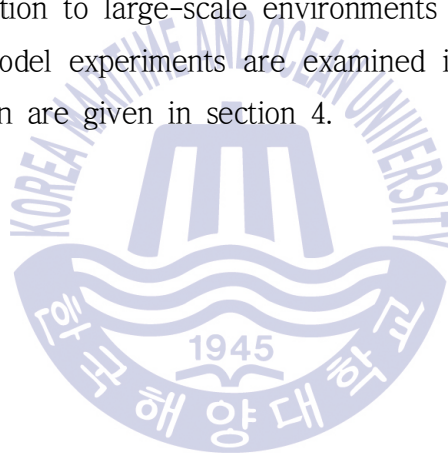 tion to large-scale environments
odel experiments are examined i
n are given in section 4.
KOREA MARITIME AND OCEAN UNIVERSITY
1945
한국해양대학교